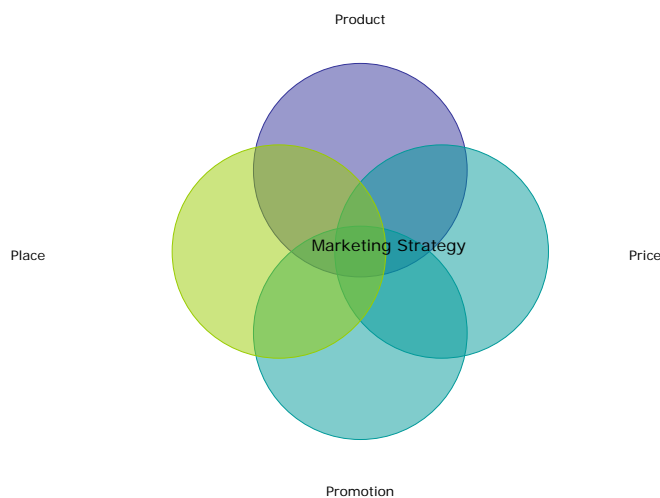 Product
Marketing Strategy
Place
Price
Promotion